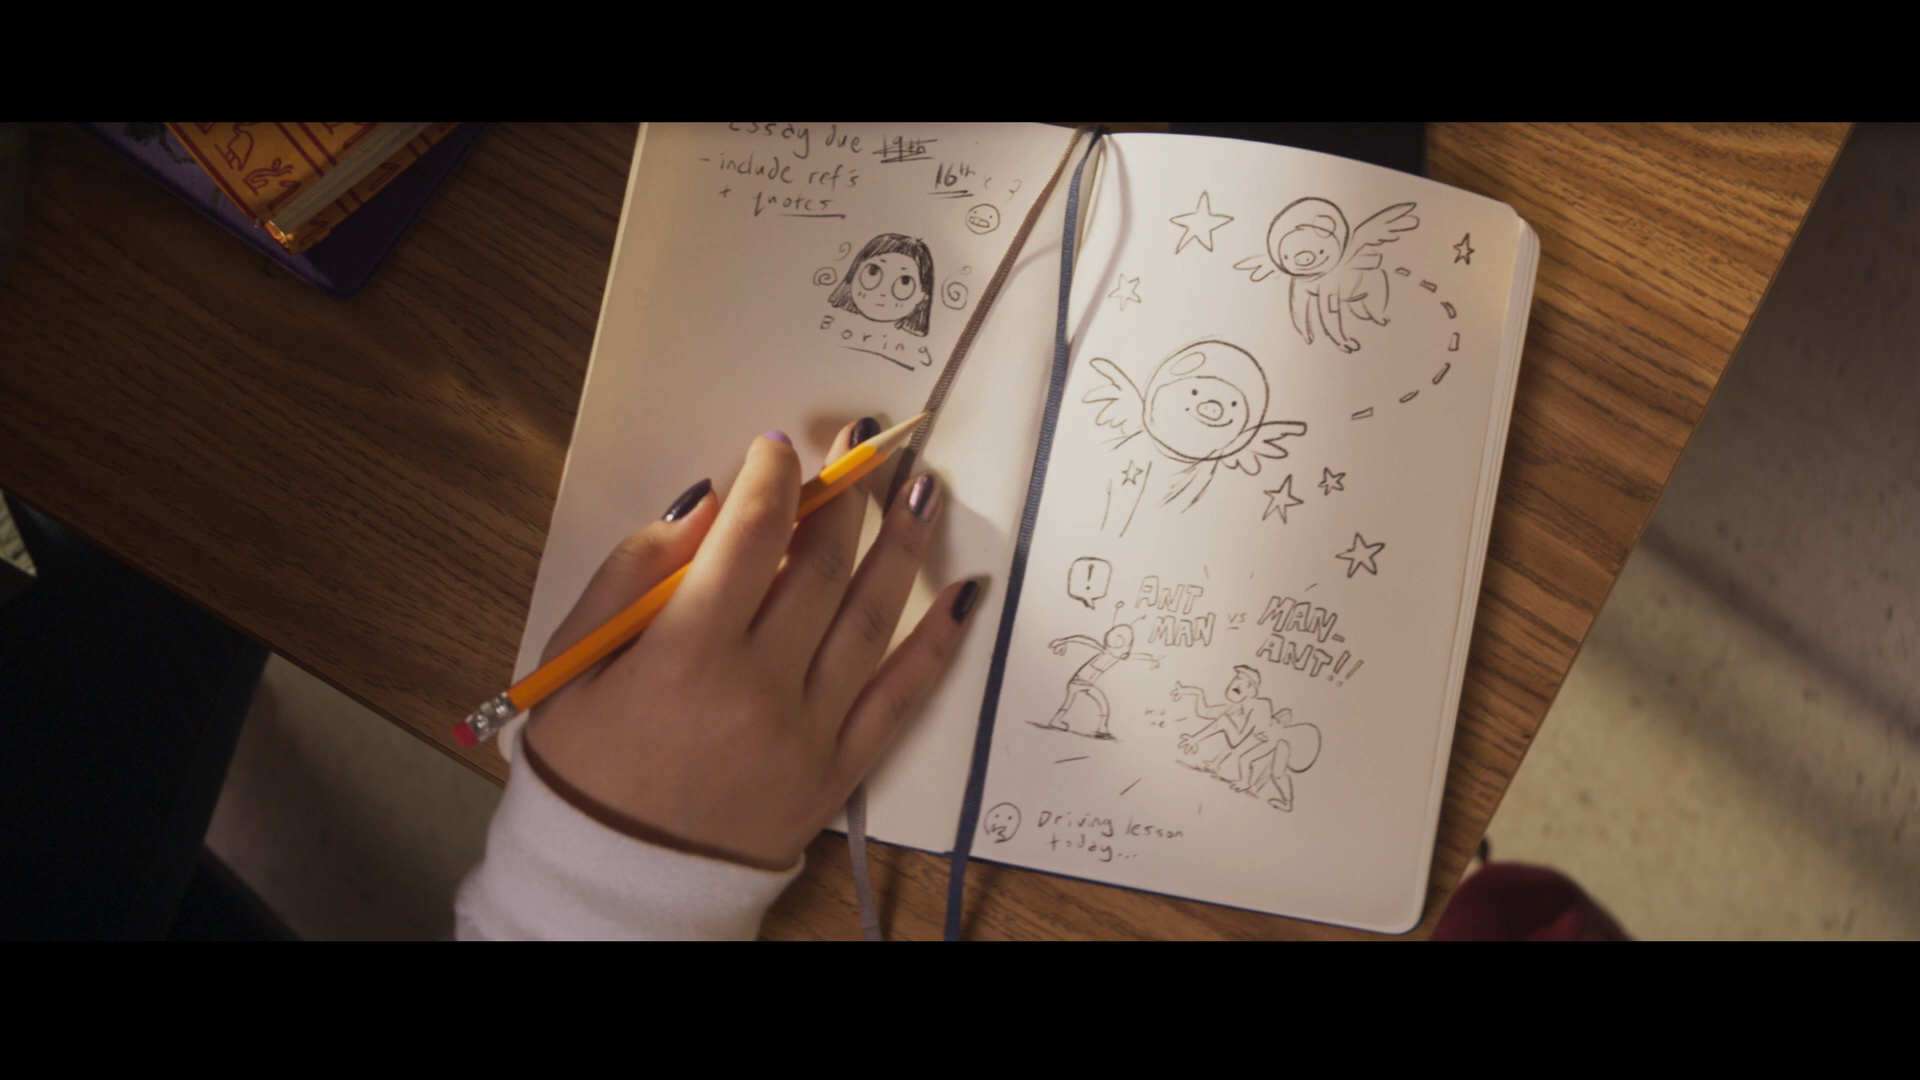 Essay due 19th
- include ref's 16th
+ quotes
Boring
!
ANT MAN vs MAN-ANT!!
Driving lesson
today...